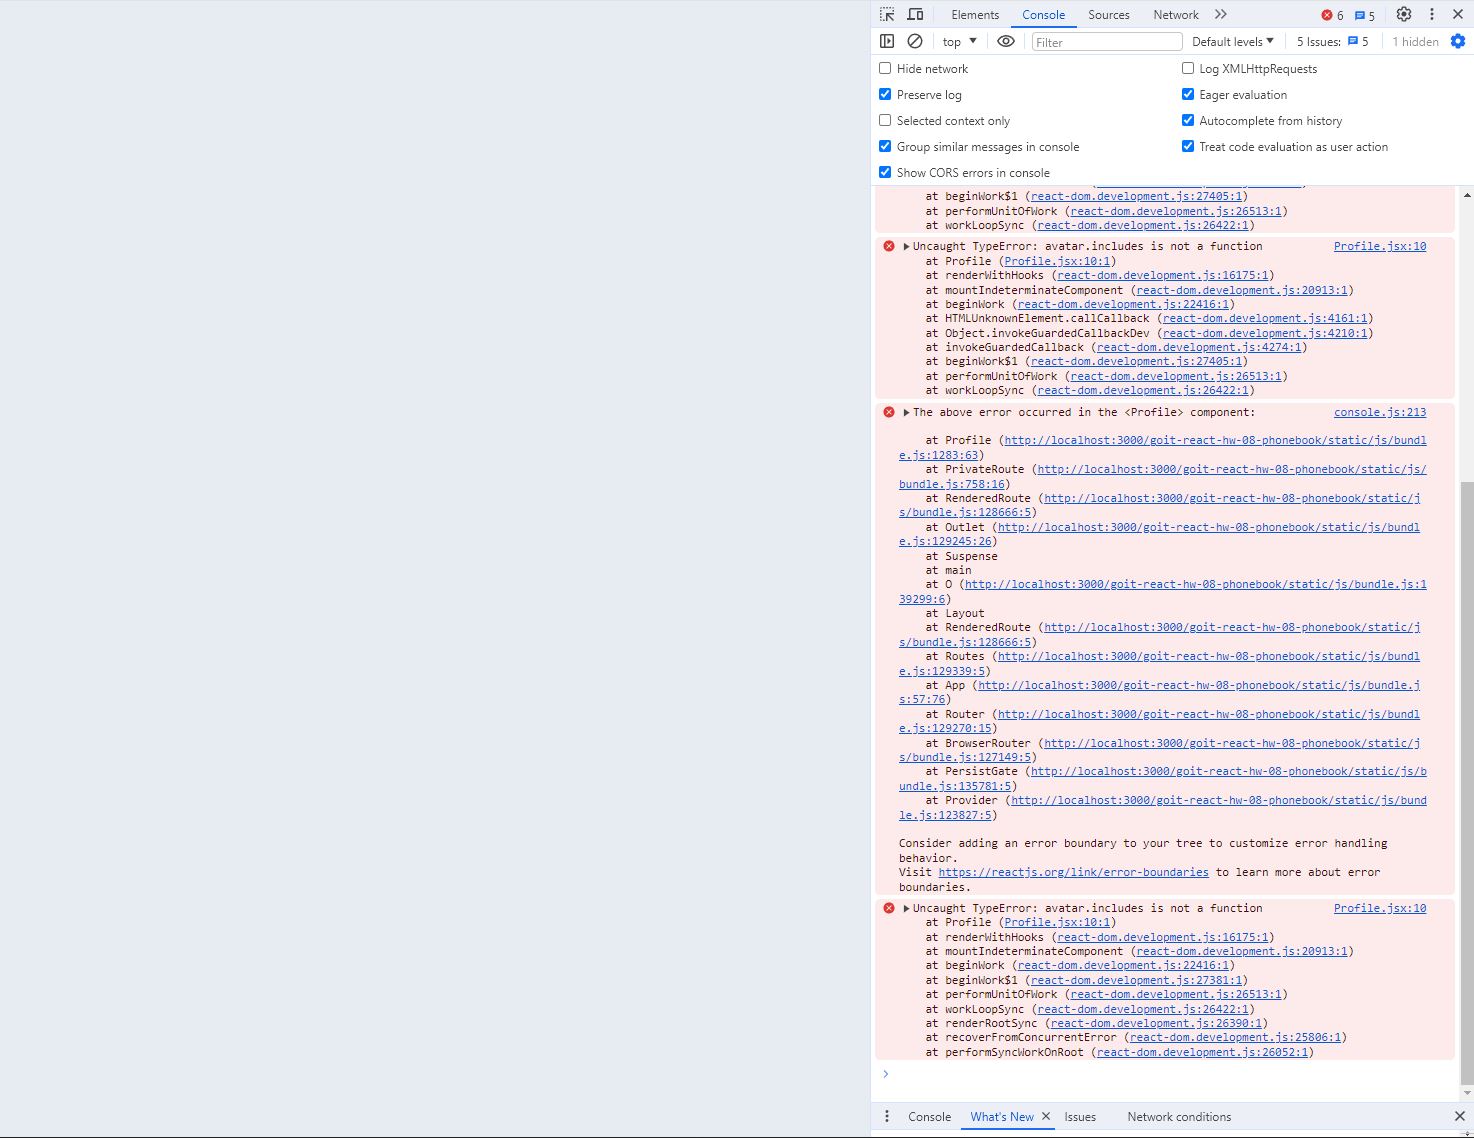 Elements Console Sources Network 6 5
top Filter Default levels 5 Issues: 5 1 hidden
Hide network Log XMLHttpRequests
Preserve log Eager evaluation
Selected context only Autocomplete from history
Group similar messages in console Treat code evaluation as user action
Show CORS errors in console
at beginWork$1 (react-dom.development.js:27405:1)
at performUnitOfWork (react-dom.development.js:26513:1)
at workLoopSync (react-dom.development.js:26422:1)
Uncaught TypeError: avatar.includes is not a function Profile.jsx:10
at Profile (Profile.jsx:10:1)
at renderWithHooks (react-dom.development.js:16175:1)
at mountIndeterminateComponent (react-dom.development.js:20913:1)
at beginWork (react-dom.development.js:22416:1)
at HTMLUnknownElement.callCallback (react-dom.development.js:4161:1)
at Object.invokeGuardedCallbackDev (react-dom.development.js:4210:1)
at invokeGuardedCallback (react-dom.development.js:4274:1)
at beginWork$1 (react-dom.development.js:27405:1)
at performUnitOfWork (react-dom.development.js:26513:1)
at workLoopSync (react-dom.development.js:26422:1)
The above error occurred in the <Profile> component: console.js:213
at Profile (http://localhost:3000/goit-react-hw-08-phonebook/static/js/bundl
e.js:1283:63)
at PrivateRoute (http://localhost:3000/goit-react-hw-08-phonebook/static/js/
bundle.js:758:16)
at RenderedRoute (http://localhost:3000/goit-react-hw-08-phonebook/static/j
s/bundle.js:128666:5)
at Outlet (http://localhost:3000/goit-react-hw-08-phonebook/static/js/bundl
e.js:129245:26)
at Suspense
at main
at O (http://localhost:3000/goit-react-hw-08-phonebook/static/js/bundle.js:1
39299:6)
at Layout
at RenderedRoute (http://localhost:3000/goit-react-hw-08-phonebook/static/j
s/bundle.js:128666:5)
at Routes (http://localhost:3000/goit-react-hw-08-phonebook/static/js/bundl
e.js:129339:5)
at App (http://localhost:3000/goit-react-hw-08-phonebook/static/js/bundle.j
s:57:76)
at Router (http://localhost:3000/goit-react-hw-08-phonebook/static/js/bundl
e.js:129270:15)
at BrowserRouter (http://localhost:3000/goit-react-hw-08-phonebook/static/j
s/bundle.js:127149:5)
at PersistGate (http://localhost:3000/goit-react-hw-08-phonebook/static/js/b
undle.js:135781:5)
at Provider (http://localhost:3000/goit-react-hw-08-phonebook/static/js/bund
le.js:123827:5)
Consider adding an error boundary to your tree to customize error handling
behavior.
Visit https://reactjs.org/link/error-boundaries to learn more about error
boundaries.
Uncaught TypeError: avatar.includes is not a function Profile.jsx:10
at Profile (Profile.jsx:10:1)
at renderWithHooks (react-dom.development.js:16175:1)
at mountIndeterminateComponent (react-dom.development.js:20913:1)
at beginWork (react-dom.development.js:22416:1)
at beginWork$1 (react-dom.development.js:27381:1)
at performUnitOfWork (react-dom.development.js:26513:1)
at workLoopSync (react-dom.development.js:26422:1)
at renderRootSync (react-dom.development.js:26390:1)
at recoverFromConcurrentError (react-dom.development.js:25806:1)
at performSyncWorkOnRoot (react-dom.development.js:26052:1)
Console What's New Issues Network conditions